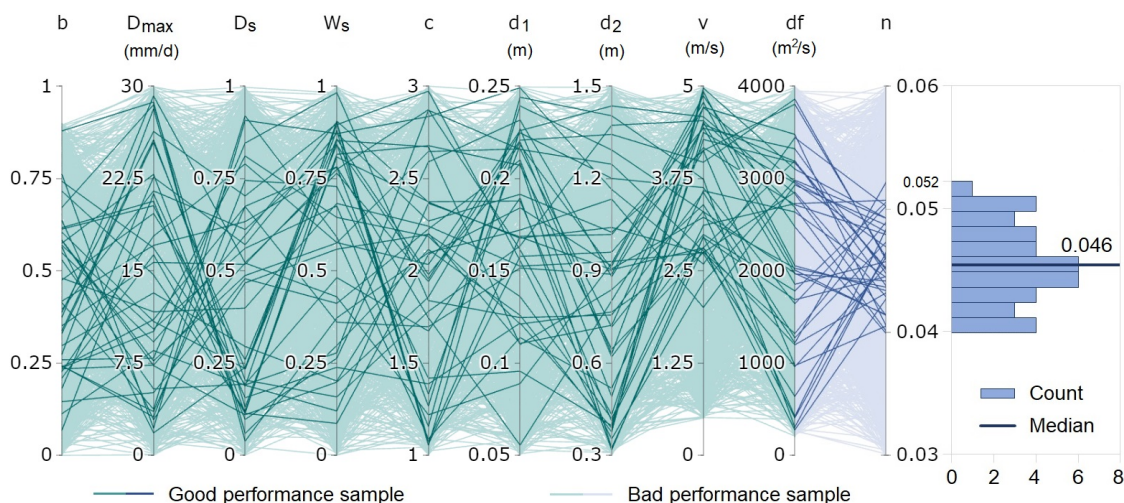 b D_max D_s W_s c d_1 d_2 v df n
(mm/d) (m) (m) (m/s) (m²/s)
1 30 1 1 3 0.25 1.5 5 4000 0.06
0.75 22.5 0.75 0.75 2.5 0.2 1.2 3.75 3000 0.052
0.05
0.046
0.5 15 0.5 0.5 2 0.15 0.9 2.5 2000
0.04
0.25 7.5 0.25 0.25 1.5 0.1 0.6 1.25 1000
Count
Median
0 0 0 0 1 0.05 0.3 0 0 0.03
0 2 4 6 8
Good performance sample Bad performance sample